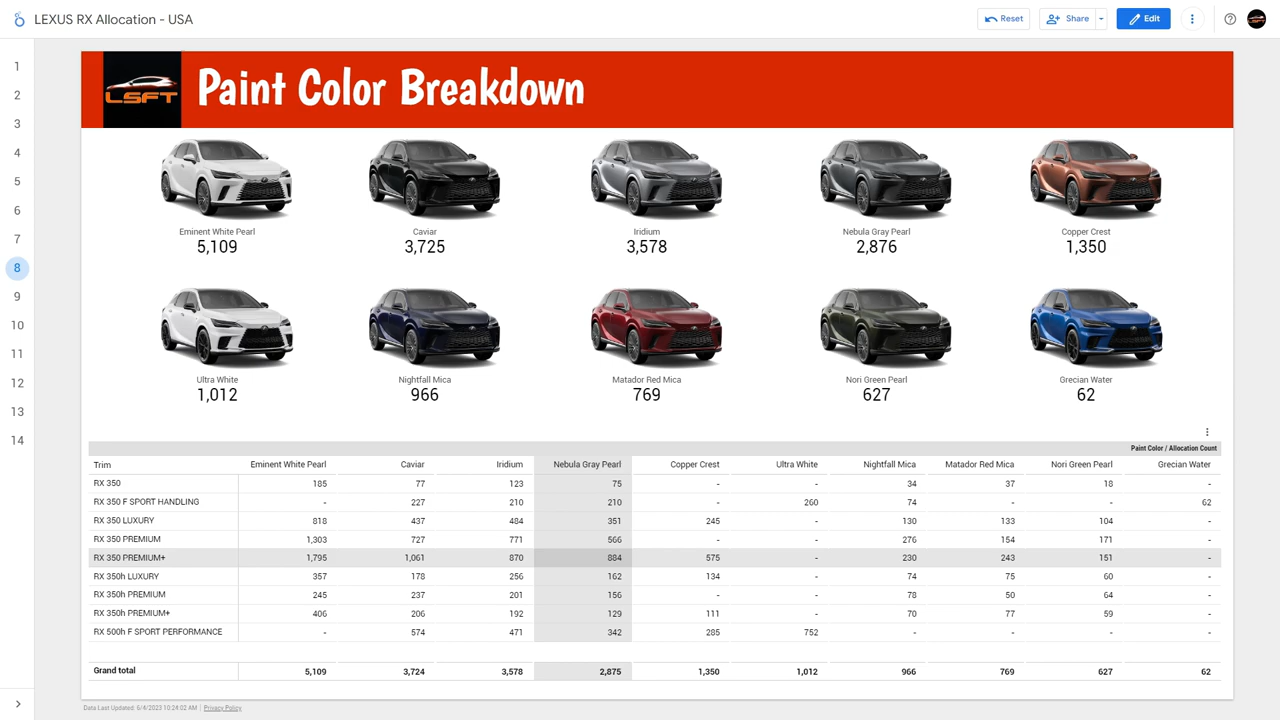 LEXUS RX Allocation - USA
Reset
Share
Edit
1
2
3
4
5
6
7
8
9
10
11
12
13
14
LSFT
Paint Color Breakdown
Eminent White Pearl Caviar Iridium Nebula Gray Pearl Copper Crest
5,109 3,725 3,578 2,876 1,350
Ultra White Nightfall Mica Matador Red Mica Nori Green Pearl Grecian Water
1,012 966 769 627 62
Paint Color / Allocation Count
Trim Eminent White Pearl Caviar Iridium Nebula Gray Pearl Copper Crest Ultra White Nightfall Mica Matador Red Mica Nori Green Pearl Grecian Water
RX 350 185 77 123 75 - - 34 37 18 -
RX 350 F SPORT HANDLING - 227 210 210 - 260 74 - - 62
RX 350 LUXURY 818 437 484 351 245 - 130 133 104 -
RX 350 PREMIUM 1,303 727 771 566 - - 276 154 171 -
RX 350 PREMIUM+ 1,795 1,061 870 884 575 - 230 243 151 -
RX 350h LUXURY 357 178 256 162 134 - 74 75 60 -
RX 350h PREMIUM 245 237 201 156 - - 78 50 64 -
RX 350h PREMIUM+ 406 206 192 129 111 - 70 77 59 -
RX 500h F SPORT PERFORMANCE - 574 471 342 285 752 - - - -
Grand total 5,109 3,724 3,578 2,875 1,350 1,012 966 769 627 62
Data Last Updated: 6/4/2023 10:24:02 AM | Privacy Policy